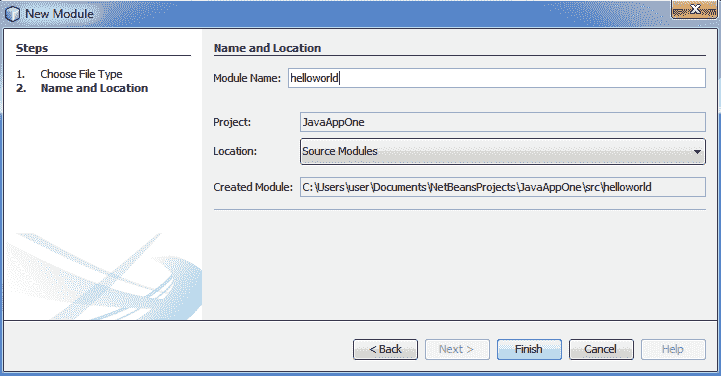 New Module
Steps
1. Choose File Type
2. Name and Location
Name and Location
Module Name: helloworld
Project: JavaAppOne
Location: Source Modules
Created Module: C:\Users\user\Documents\NetBeansProjects\JavaAppOne\src\helloworld
< Back Next > Finish Cancel Help